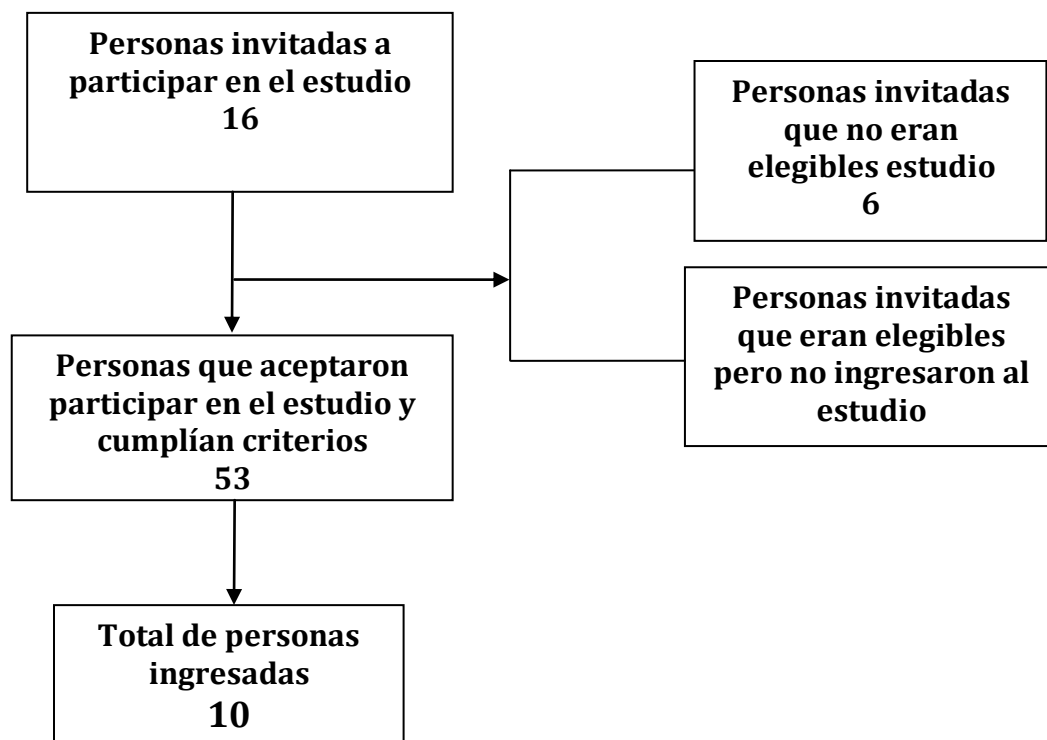 Personas invitadas a
participar en el estudio
16
Personas invitadas
que no eran
elegibles estudio
6
Personas invitadas
que eran elegibles
pero no ingresaron al
estudio
Personas que aceptaron
participar en el estudio y
cumplían criterios
53
Total de personas
ingresadas
10